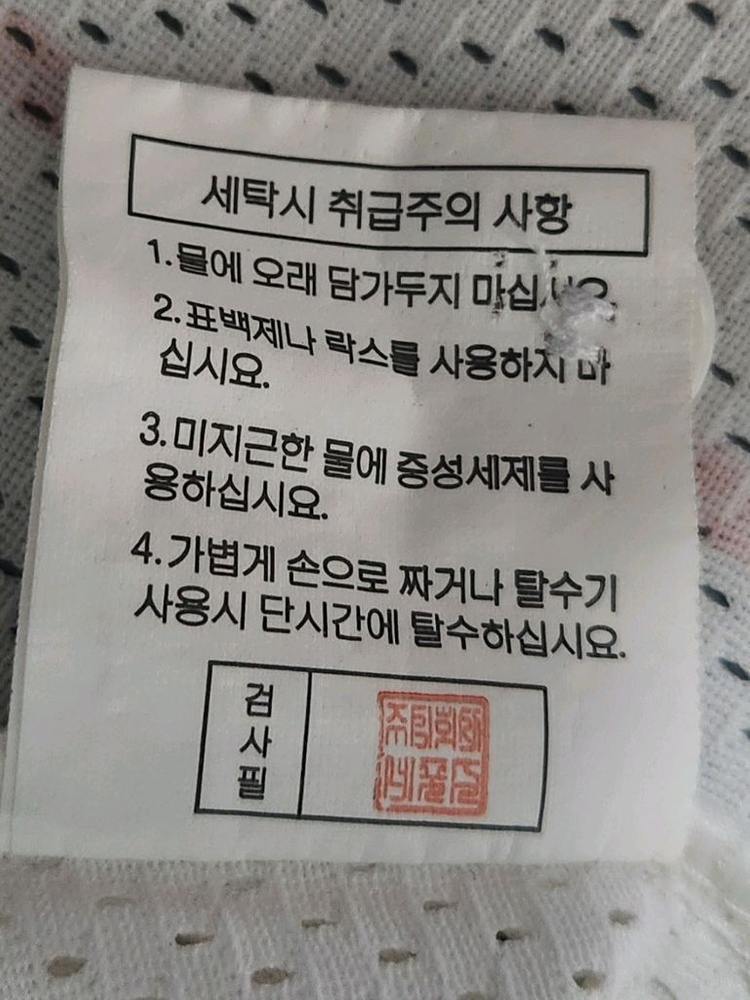 세탁시 취급주의 사항
1.물에 오래 담가두지 마십시오.
2.표백제나 락스를 사용하지 마
십시요.
3.미지근한 물에 중성세제를 사
용하십시요.
4.가볍게 손으로 짜거나 탈수기
사용시 단시간에 탈수하십시요.
검
사
필